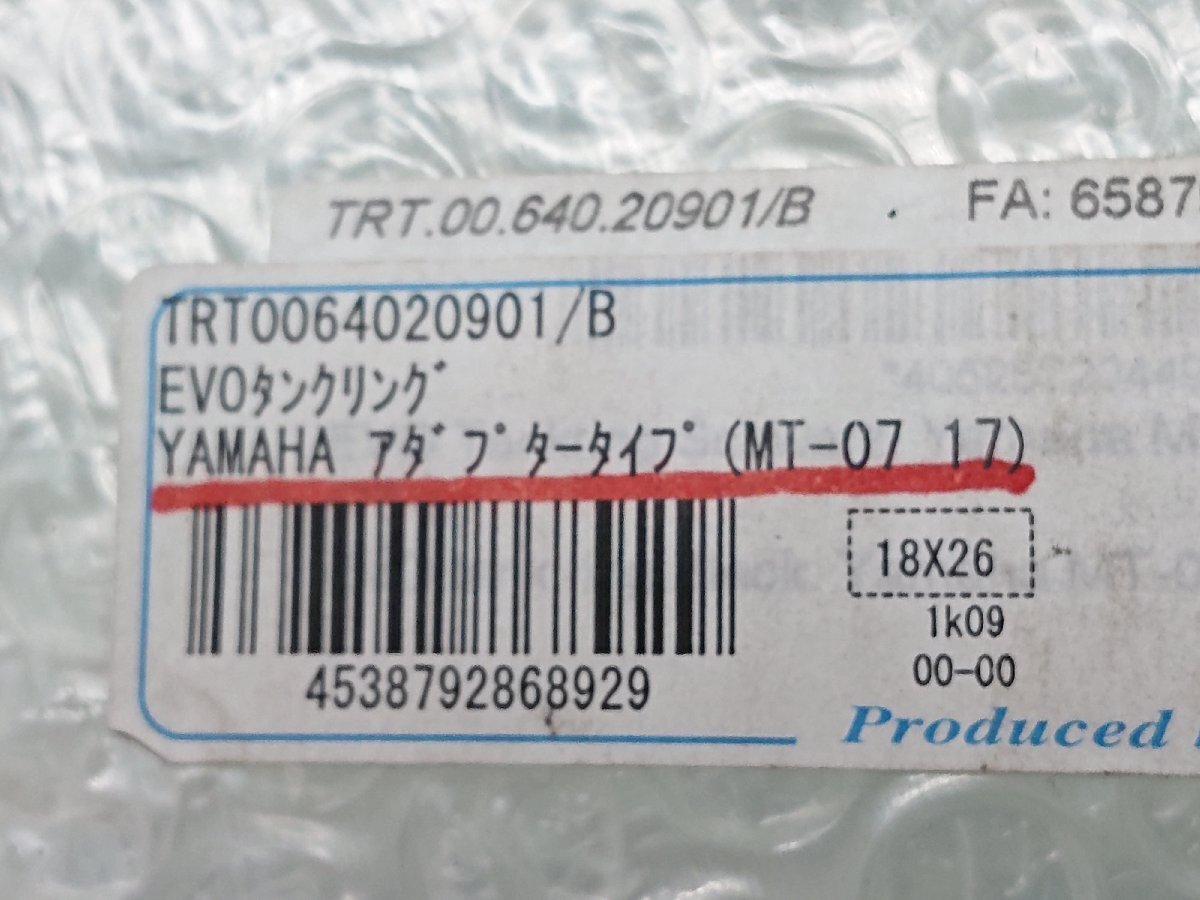 TRT.00.640.20901/B . FA: 6587
TRT0064020901/B
EVOﾀﾝｸﾘﾝｸﾞ
YAMAHA ｱﾀﾞﾌﾟﾀｰﾀｲﾌﾟ (MT-07 17)
18X26
1k09
4538792868929
00-00
Produced